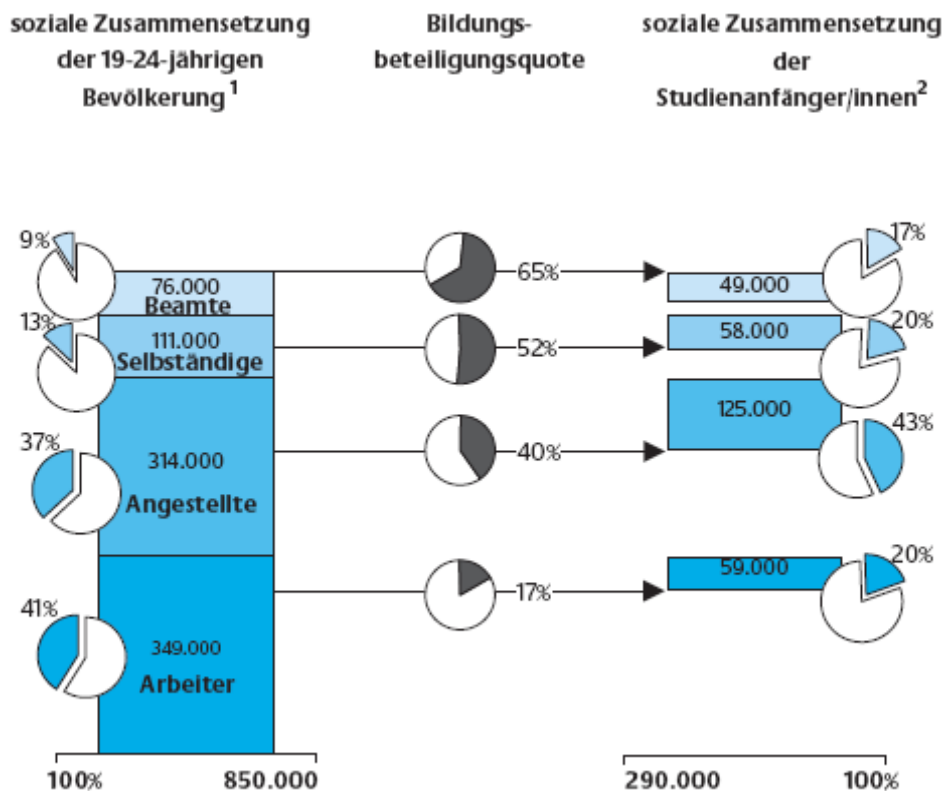 soziale Zusammensetzung
der 19-24-jährigen
Bevölkerung 1
Bildungs-
beteiligungsquote
soziale Zusammensetzung
der
Studienanfänger/innen2
9%
76.000
Beamte
65%
49.000
17%
13%
111.000
Selbständige
52%
58.000
20%
37%
314.000
Angestellte
40%
125.000
43%
41%
349.000
Arbeiter
17%
59.000
20%
100%
850.000
290.000
100%